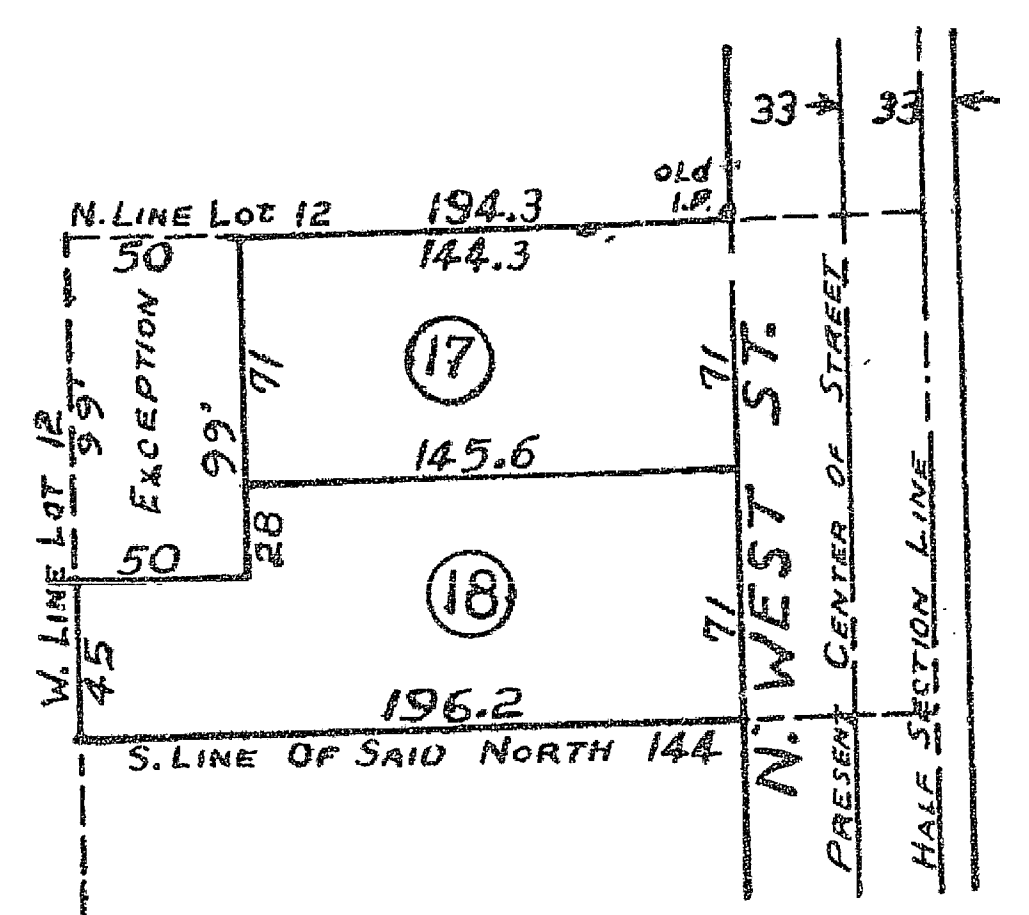 33 33
OLD
I.P.
N. LINE LOT 12
194.3
50
144.3
EXCEPTION
W. LINE LOT 12
99'
99'
71
17
71
145.6
28
50
18
71
45
196.2
S. LINE OF SAID NORTH 144
N. WEST ST.
PRESENT CENTER OF STREET
HALF SECTION LINE